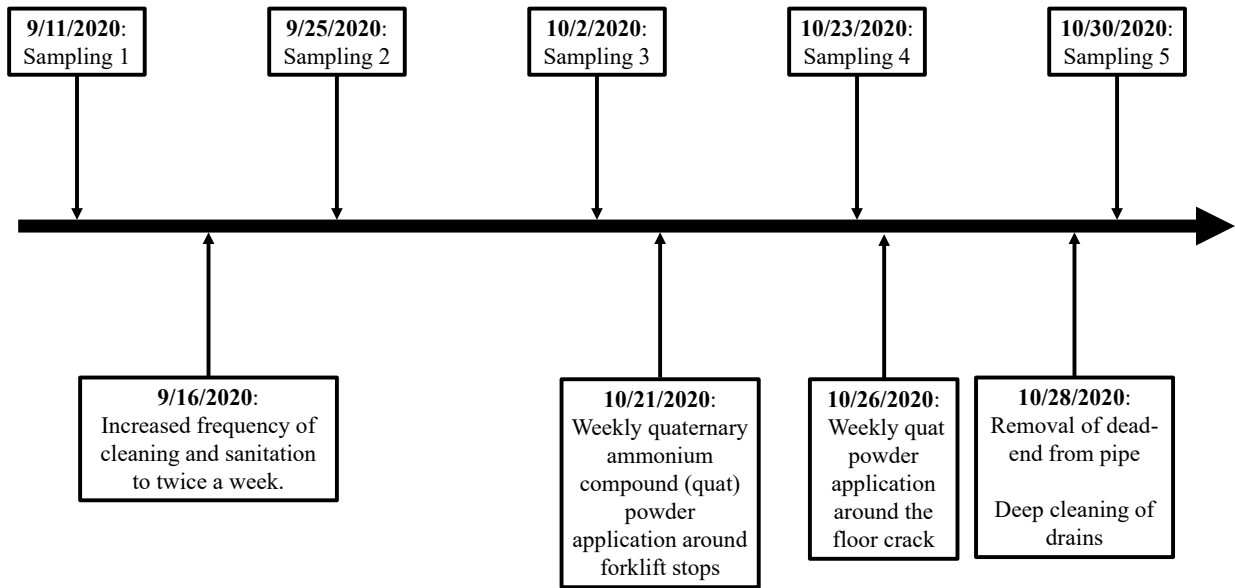 9/11/2020:
Sampling 1
9/25/2020:
Sampling 2
10/2/2020:
Sampling 3
10/23/2020:
Sampling 4
10/30/2020:
Sampling 5
9/16/2020:
Increased frequency of
cleaning and sanitation
to twice a week.
10/21/2020:
Weekly quaternary
ammonium
compound (quat)
powder
application around
forklift stops
10/26/2020:
Weekly quat
powder
application
around the
floor crack
10/28/2020:
Removal of dead-
end from pipe
Deep cleaning of
drains